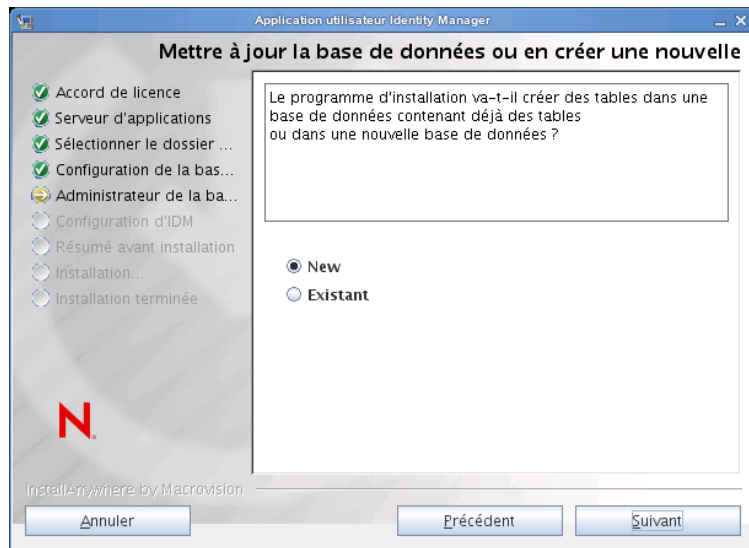 Application utilisateur Identity Manager
Mettre à jour la base de données ou en créer une nouvelle
Accord de licence
Serveur d'applications
Sélectionner le dossier ...
Configuration de la bas...
Administrateur de la ba...
Configuration d'IDM
Résumé avant installation
Installation...
Installation terminée
Le programme d'installation va-t-il créer des tables dans une
base de données contenant déjà des tables
ou dans une nouvelle base de données ?
New
Existant
N
InstallAnywhere by Macrovision
Annuler
Précédent
Suivant